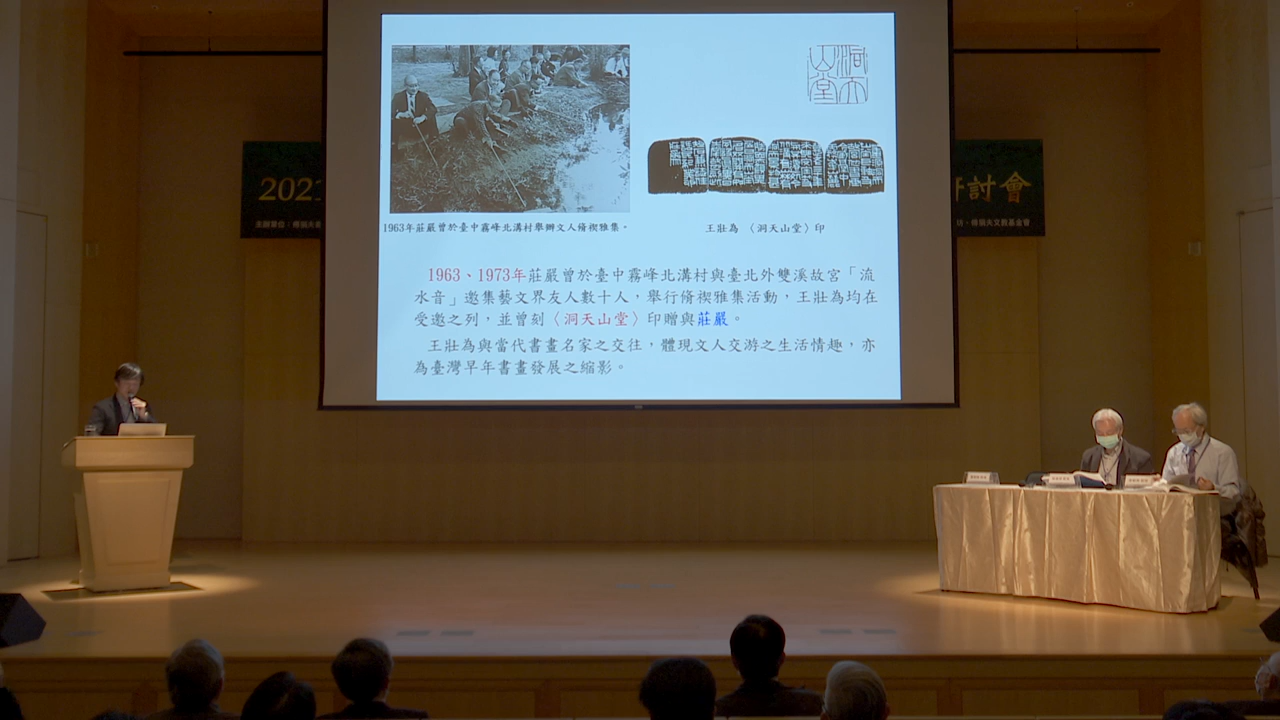 洞天
山堂
1963年莊嚴曾於臺中霧峰北溝村舉辦文人脩禊雅集。
王壯為 〈洞天山堂〉印
1963、1973年莊嚴曾於臺中霧峰北溝村與臺北外雙溪故宮「流
水音」邀集藝文界友人數十人，舉行脩禊雅集活動，王壯為均在
受邀之列，並曾刻〈洞天山堂〉印贈與莊嚴。
王壯為與當代書畫名家之交往，體現文人交游之生活情趣，亦
為臺灣早年書畫發展之縮影。
202
討會